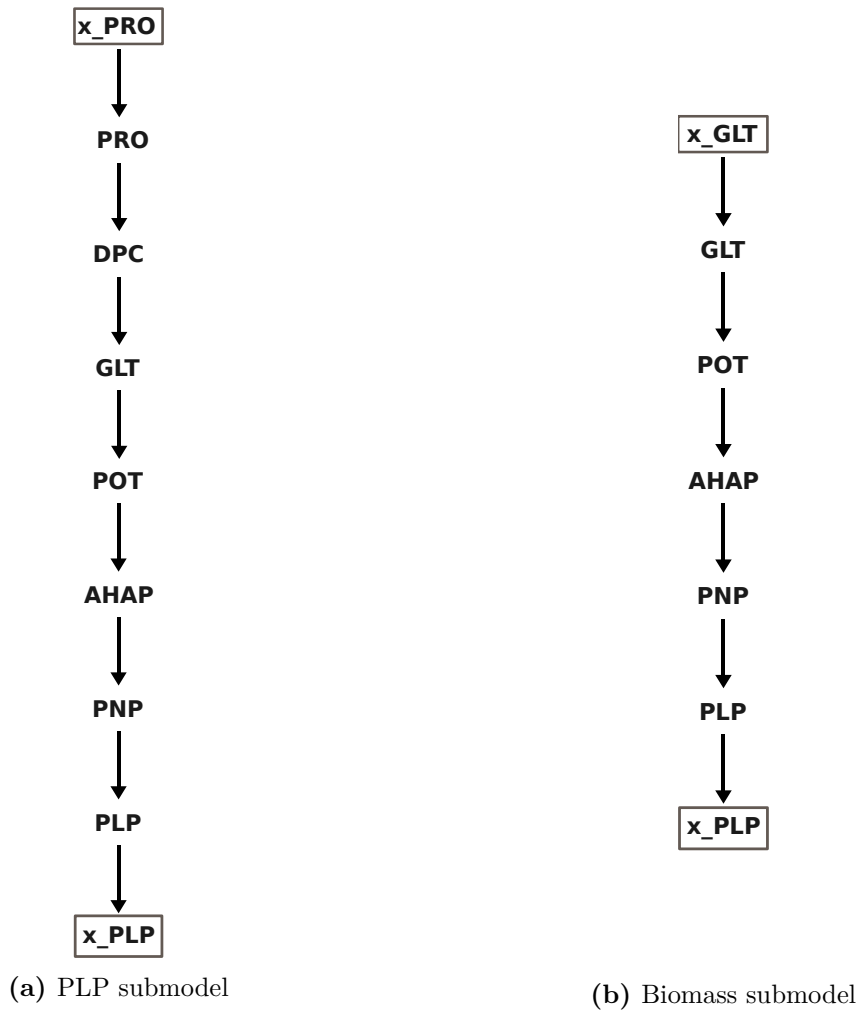 x_PRO
PRO
DPC
GLT
POT
AHAP
PNP
PLP
x_PLP
(a) PLP submodel
x_GLT
GLT
POT
AHAP
PNP
PLP
x_PLP
(b) Biomass submodel